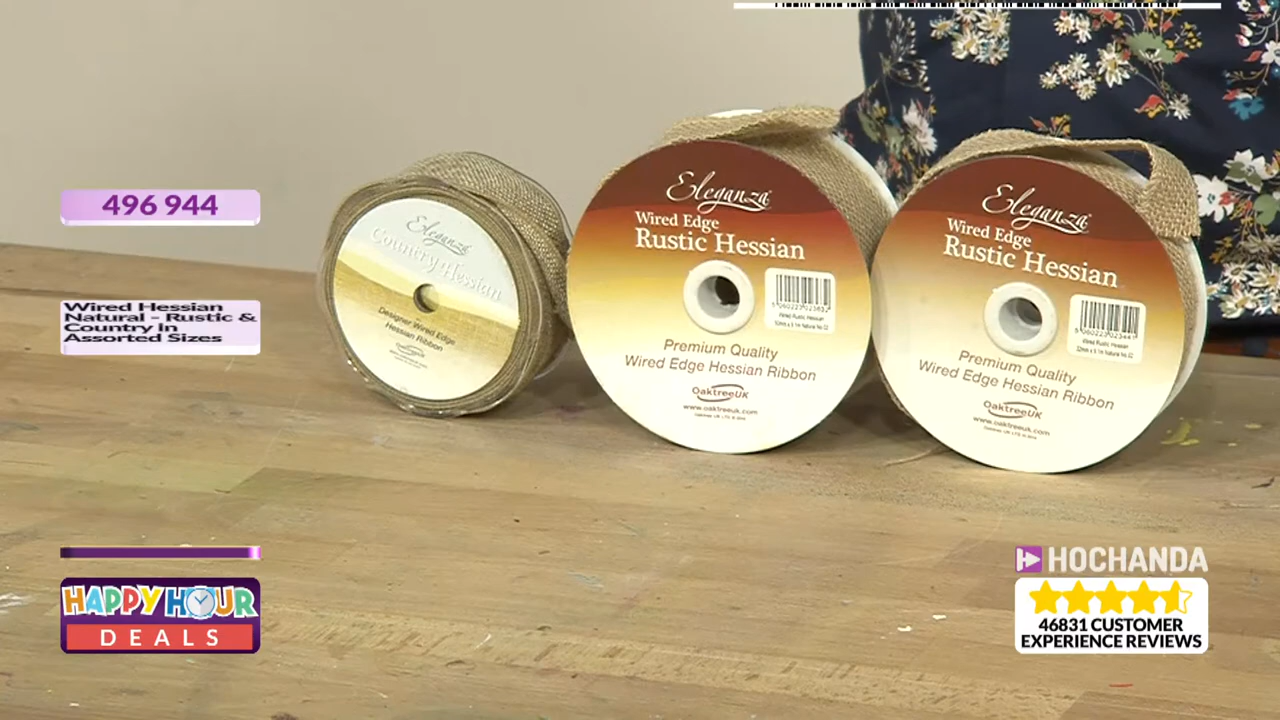 496 944
Wired Hessian
Natural - Rustic &
Country in
Assorted Sizes
HAPPY HOUR
DEALS
Eleganza
Country Hessian
Designer Wired Edge
Hessian Ribbon
Eleganza
Wired Edge
Rustic Hessian
Premium Quality
Wired Edge Hessian Ribbon
OaktreeUK
www.oaktreeuk.com
Eleganza
Wired Edge
Rustic Hessian
Premium Quality
Wired Edge Hessian Ribbon
OaktreeUK
www.oaktreeuk.com
HOCHANDA
46831 CUSTOMER
EXPERIENCE REVIEWS